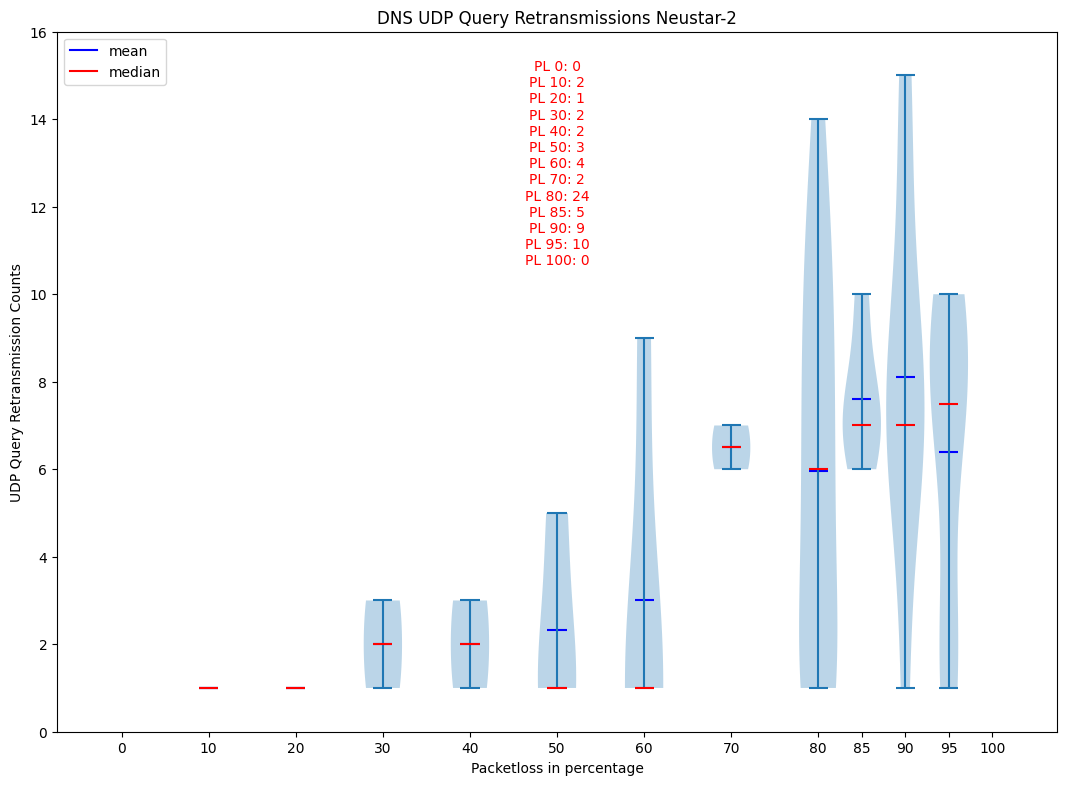 DNS UDP Query Retransmissions Neustar-2
mean
median
PL 0: 0
PL 10: 2
PL 20: 1
PL 30: 2
PL 40: 2
PL 50: 3
PL 60: 4
PL 70: 2
PL 80: 24
PL 85: 5
PL 90: 9
PL 95: 10
PL 100: 0
UDP Query Retransmission Counts
16
14
12
10
8
6
4
2
0
0 10 20 30 40 50 60 70 80 85 90 95 100
Packetloss in percentage